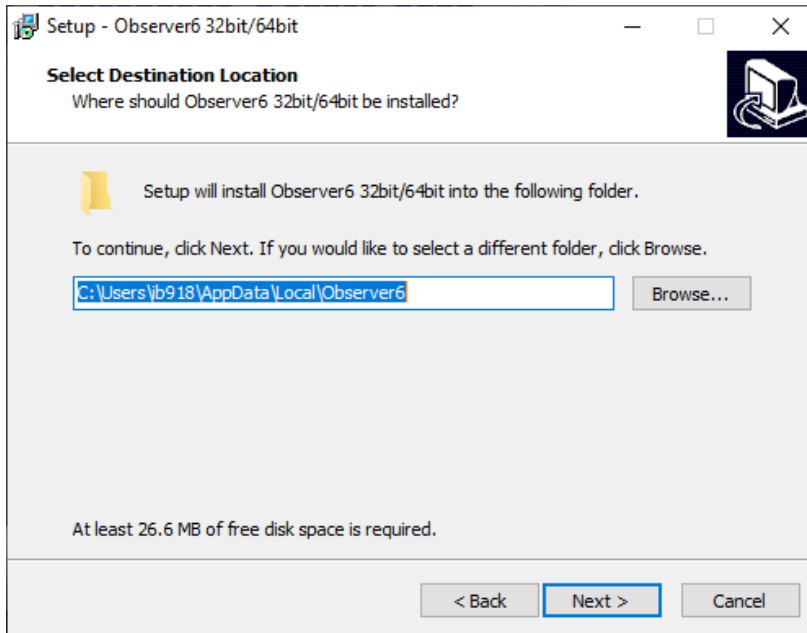 Setup - Observer6 32bit/64bit
Select Destination Location
Where should Observer6 32bit/64bit be installed?
Setup will install Observer6 32bit/64bit into the following folder.
To continue, click Next. If you would like to select a different folder, click Browse.
C:\Users\jb918\AppData\Local\Observer6
Browse...
At least 26.6 MB of free disk space is required.
< Back
Next >
Cancel